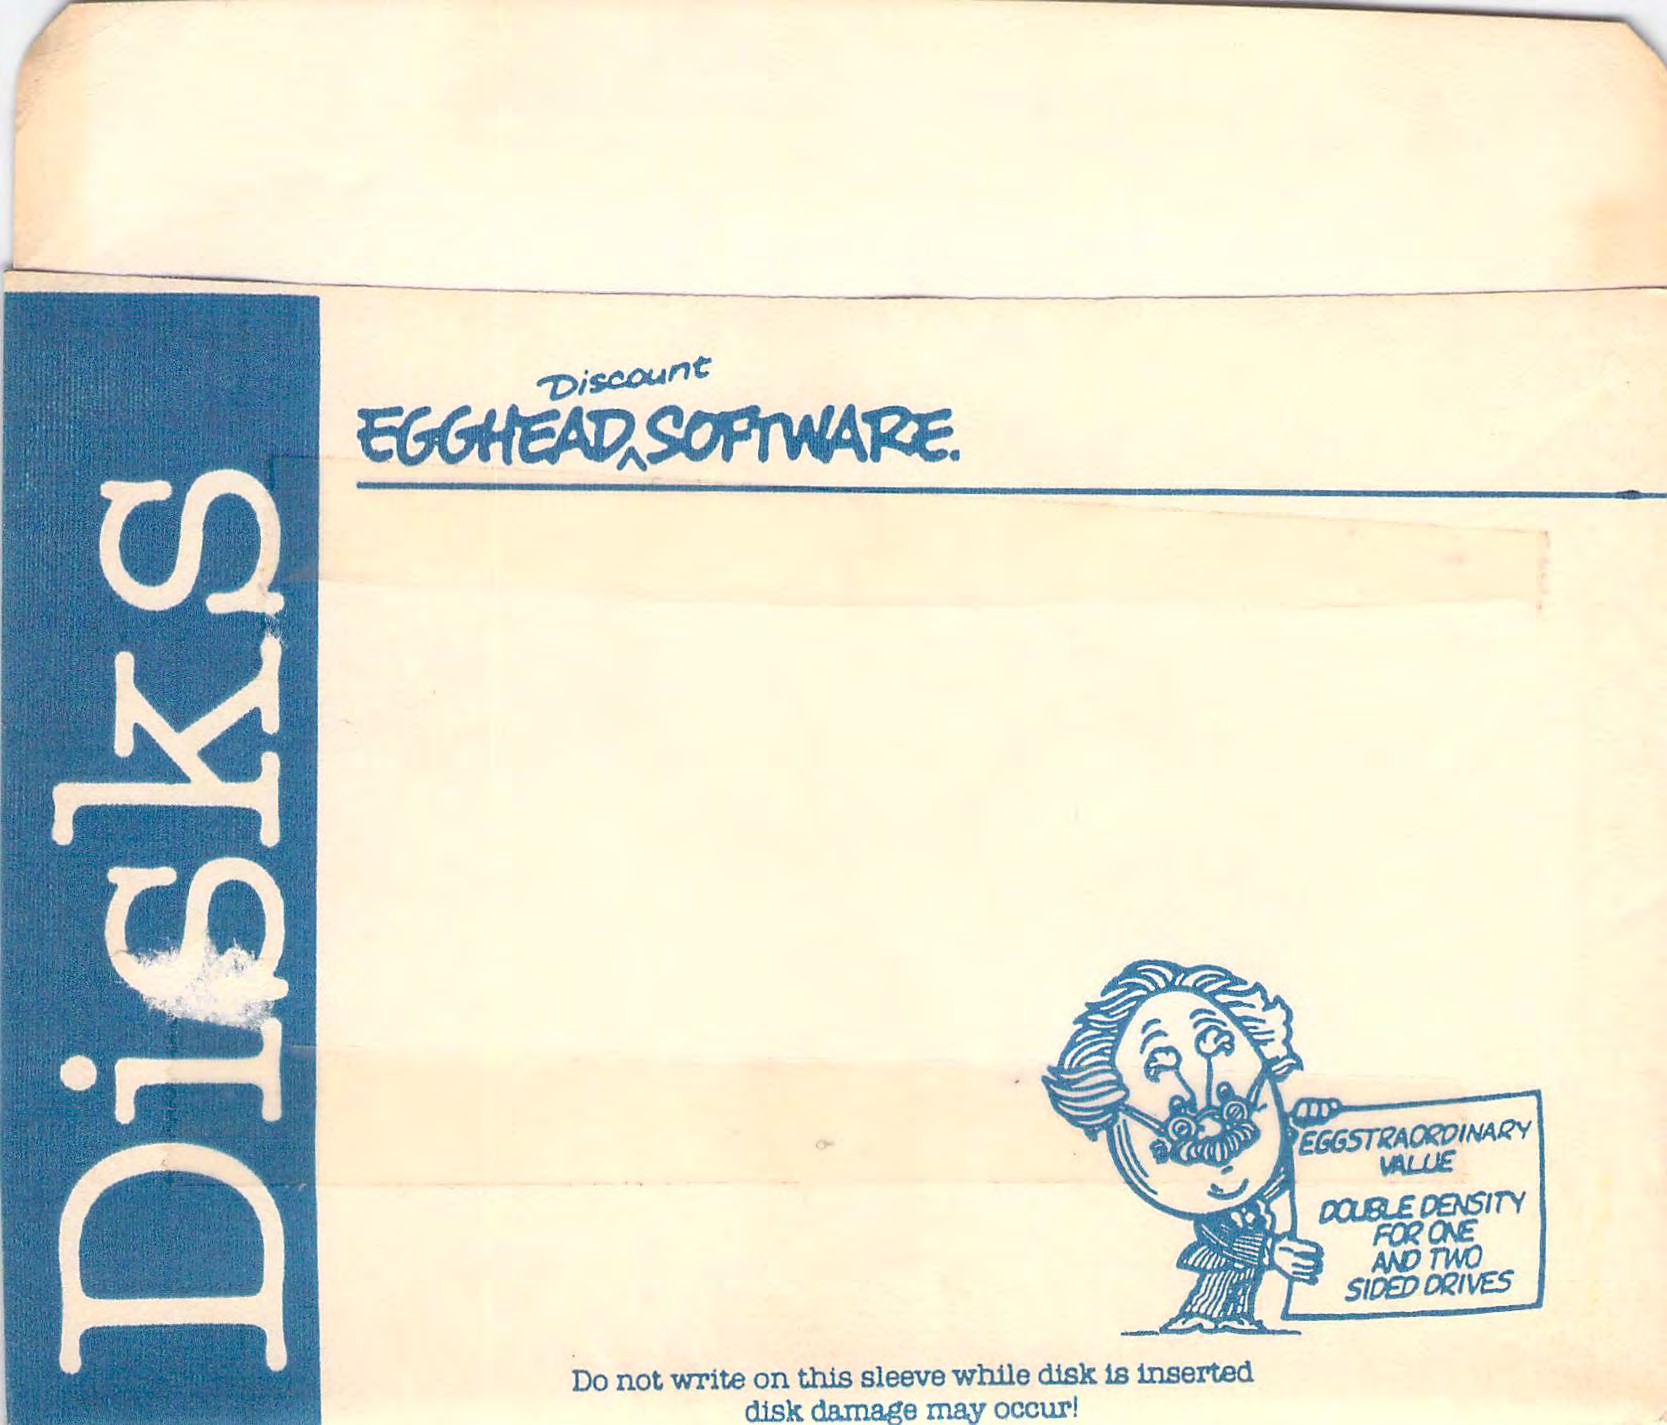 Disks
Discount
EGGHEAD SOFTWARE.
EGGSTRAORDINARY
VALUE
DOUBLE DENSITY
FOR ONE
AND TWO
SIDED DRIVES
Do not write on this sleeve while disk is inserted
disk damage may occur!